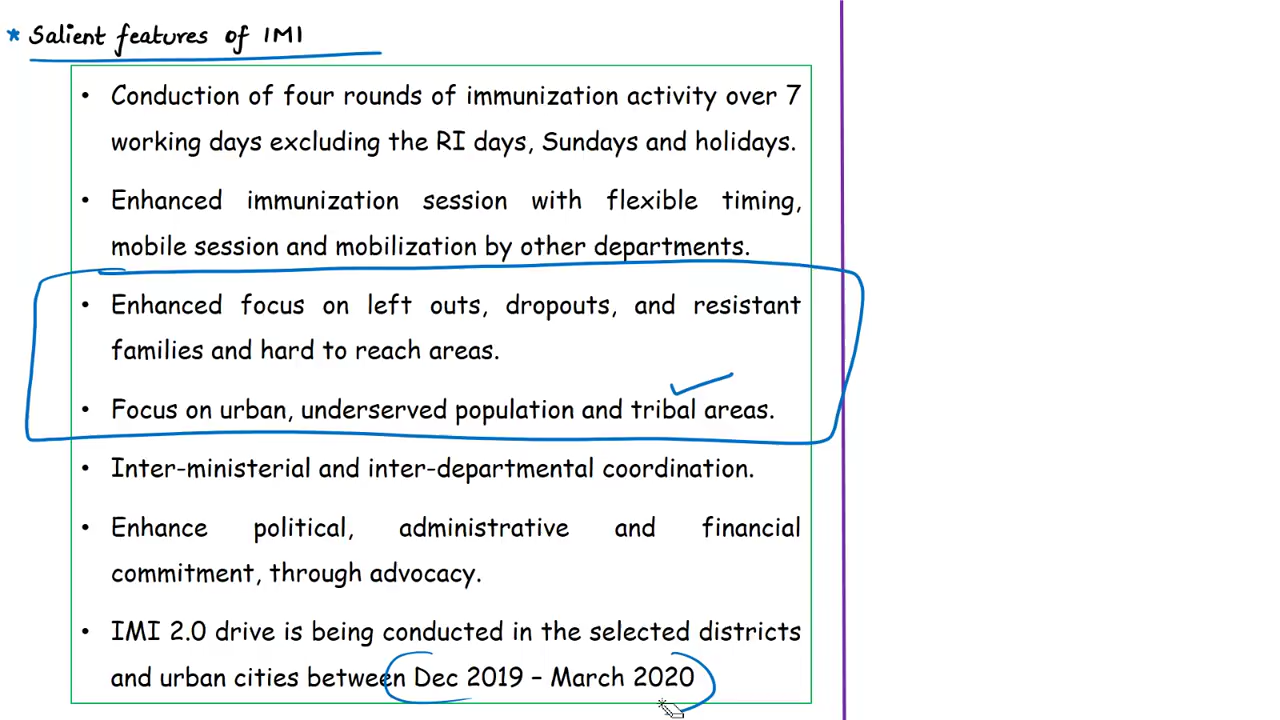 * Salient features of IMI
• Conduction of four rounds of immunization activity over 7
working days excluding the RI days, Sundays and holidays.
• Enhanced immunization session with flexible timing,
mobile session and mobilization by other departments.
• Enhanced focus on left outs, dropouts, and resistant
families and hard to reach areas.
• Focus on urban, underserved population and tribal areas.
• Inter-ministerial and inter-departmental coordination.
• Enhance political, administrative and financial
commitment, through advocacy.
• IMI 2.0 drive is being conducted in the selected districts
and urban cities between Dec 2019 – March 2020